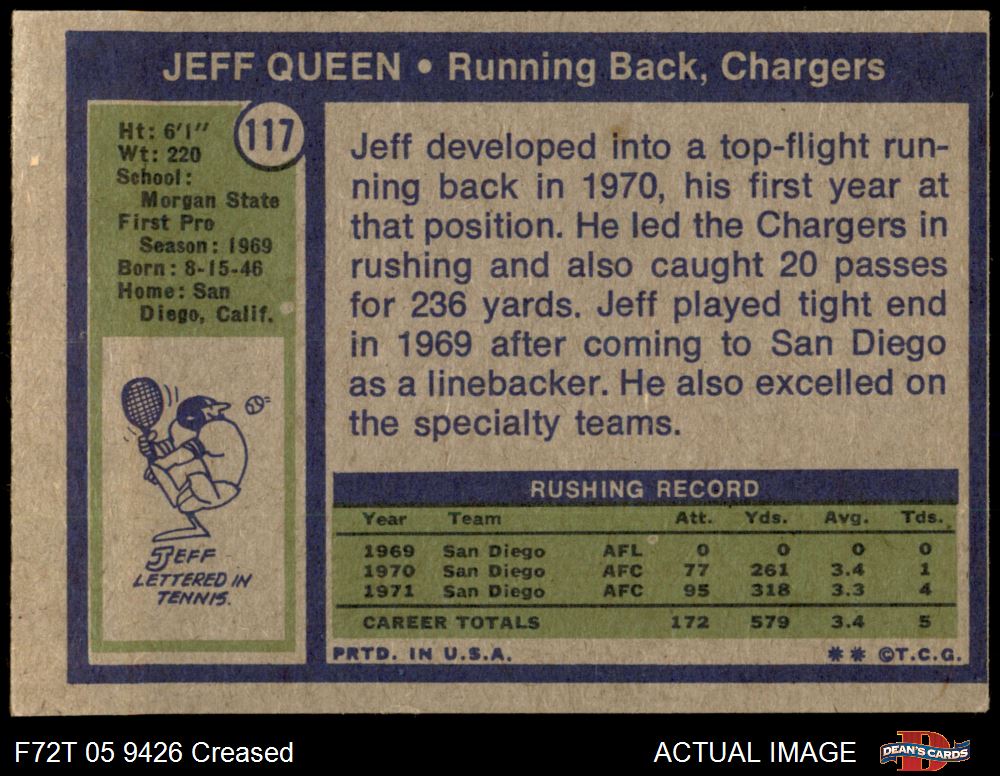 JEFF QUEEN • Running Back, Chargers
117
Ht: 6'1"
Wt: 220
School:
Morgan State
First Pro
Season: 1969
Born: 8-15-46
Home: San
Diego, Calif.
JEFF
LETTERED IN
TENNIS.
Jeff developed into a top-flight run-
ning back in 1970, his first year at
that position. He led the Chargers in
rushing and also caught 20 passes
for 236 yards. Jeff played tight end
in 1969 after coming to San Diego
as a linebacker. He also excelled on
the specialty teams.
RUSHING RECORD
Year Team Att. Yds. Avg. Tds.
1969 San Diego AFL 0 0 0 0
1970 San Diego AFC 77 261 3.4 1
1971 San Diego AFC 95 318 3.3 4
CAREER TOTALS 172 579 3.4 5
PRTD. IN U.S.A. ** ©T.C.G.
F72T 05 9426 Creased ACTUAL IMAGE D DEAN'S CARDS